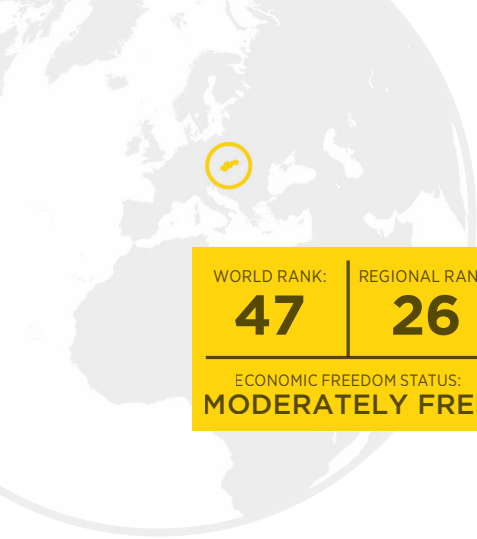 WORLD RANK: REGIONAL RAN
47 26
ECONOMIC FREEDOM STATUS:
MODERATELY FRE